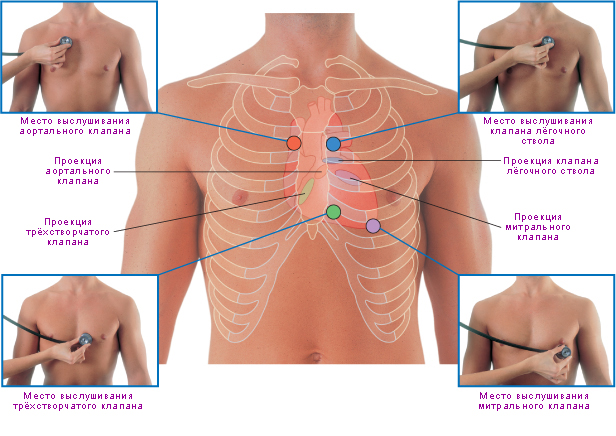 Место выслушивания
аортального клапана
Место выслушивания
клапана лёгочного
ствола
Проекция
аортального
клапана
Проекция клапана
лёгочного ствола
Проекция
трёхстворчатого
клапана
Проекция
митрального
клапана
Место выслушивания
трёхстворчатого клапана
Место выслушивания
митрального клапана